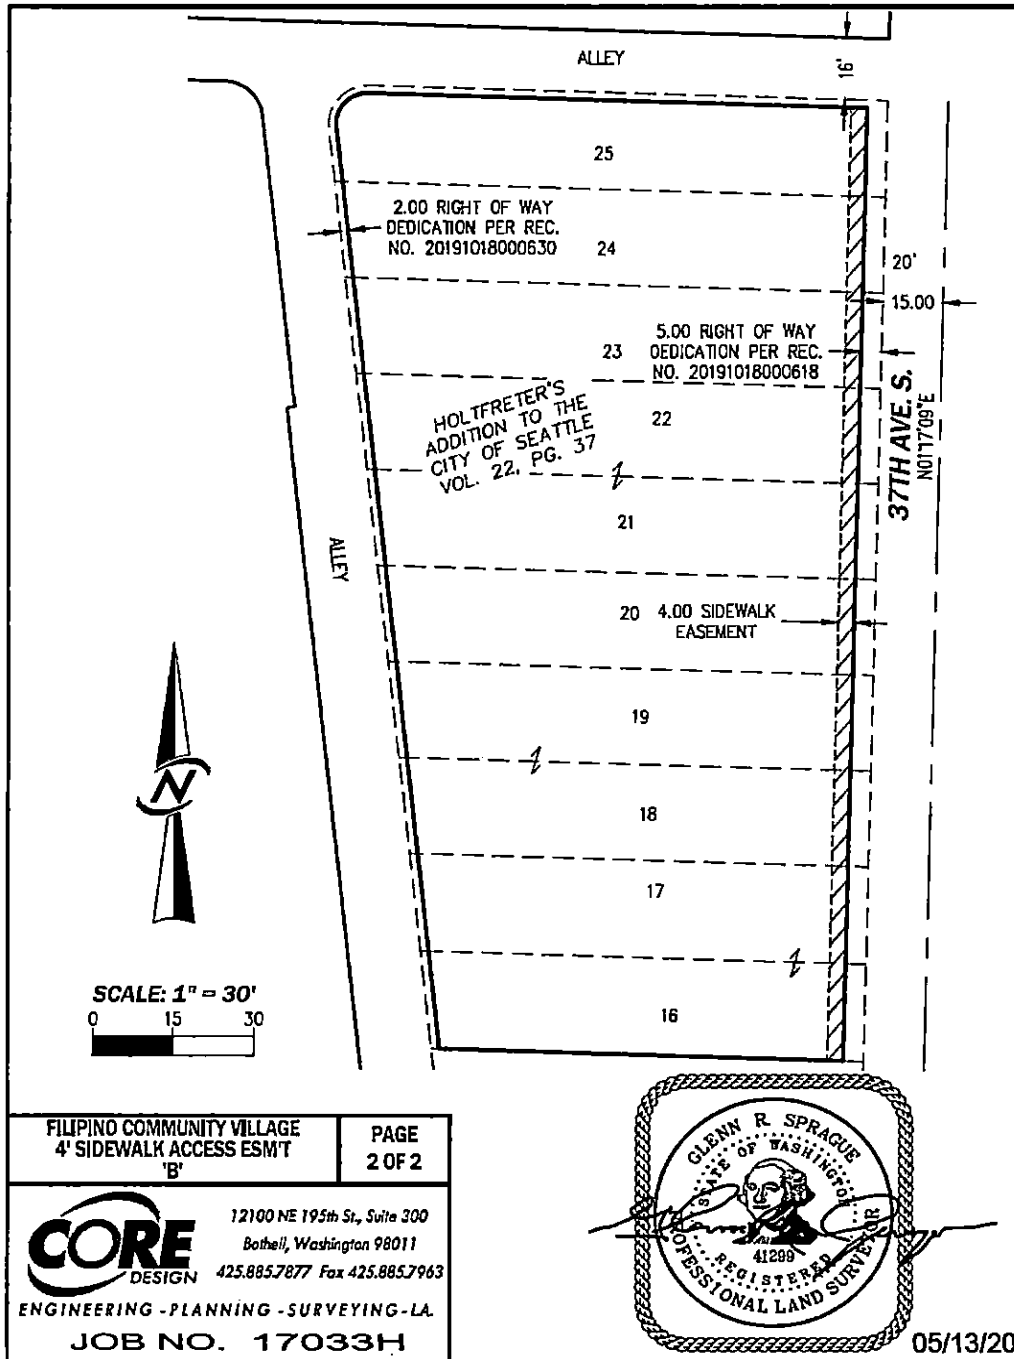 ALLEY
16'
25
2.00 RIGHT OF WAY
DEDICATION PER REC.
NO. 20191018000630
24
20'
15.00
5.00 RIGHT OF WAY
DEDICATION PER REC.
NO. 20191018000618
23
HOLTFRETER'S
ADDITION TO THE
CITY OF SEATTLE
VOL. 22, PG. 37
22
37TH AVE. S.
N01°17'09"E
21
ALLEY
20
4.00 SIDEWALK
EASEMENT
19
18
17
16
N
SCALE: 1" = 30'
0 15 30
FILIPINO COMMUNITY VILLAGE
4' SIDEWALK ACCESS ESM'T
'B'
PAGE
2 OF 2
CORE
DESIGN
12100 NE 195th St., Suite 300
Bothell, Washington 98011
425.885.7877 Fax 425.885.7963
ENGINEERING - PLANNING - SURVEYING - LA.
JOB NO. 17033H
GLENN R. SPRAGUE
STATE OF WASHINGTON
41299
REGISTERED
PROFESSIONAL LAND SURVEYOR
05/13/20